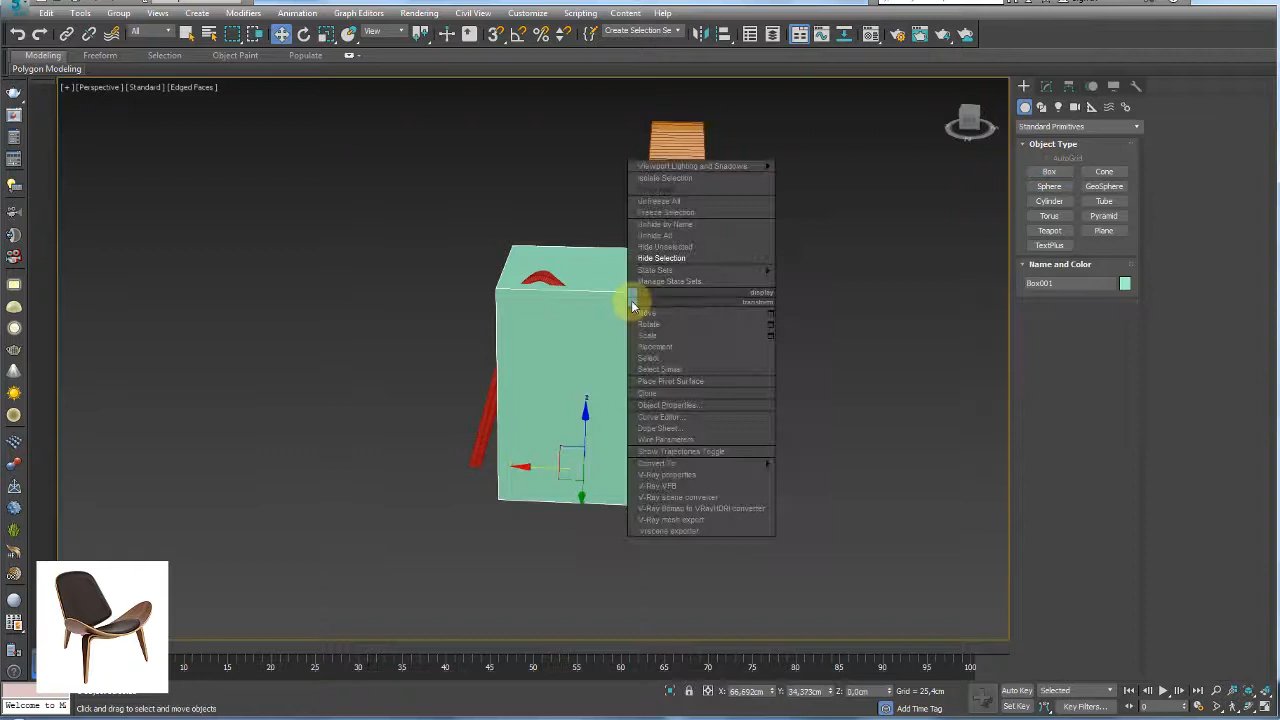 Edit Tools Group Views Create Modifiers Animation Graph Editors Rendering Civil View Customize Scripting Content Help
All View Create Selection Se
Modeling Freeform Selection Object Paint Populate
Polygon Modeling
[+] [Perspective] [Standard] [Edged Faces]
Standard Primitives
Object Type
AutoGrid
Box Cone
Sphere GeoSphere
Cylinder Tube
Torus Pyramid
Teapot Plane
TextPlus
Name and Color
Box001
Viewport Lighting and Shadows
Isolate Selection
Unfreeze All
Freeze Selection
Unhide by Name
Unhide All
Hide Unselected
Hide Selection
State Sets
Manage State Sets...
display
transform
Move
Rotate
Scale
Placement
Select
Select Similar
Place Pivot Surface
Clone
Object Properties...
Curve Editor...
Dope Sheet...
Wire Parameters
Show Trajectories Toggle
Convert To:
V-Ray properties
V-Ray VFB
V-Ray scene converter
V-Ray Bitmap to VRayHDRI converter
V-Ray mesh export
.vrscene exporter
z
10 15 20 25 30 35 40 45 50 55 60 65 70 75 80 85 90 95 100
X: 66,692cm Y: 34,373cm Z: 0,0cm Grid = 25,4cm
Auto Key Selected
Welcome to M
Click and drag to select and move objects
Add Time Tag
Set Key Key Filters... 0